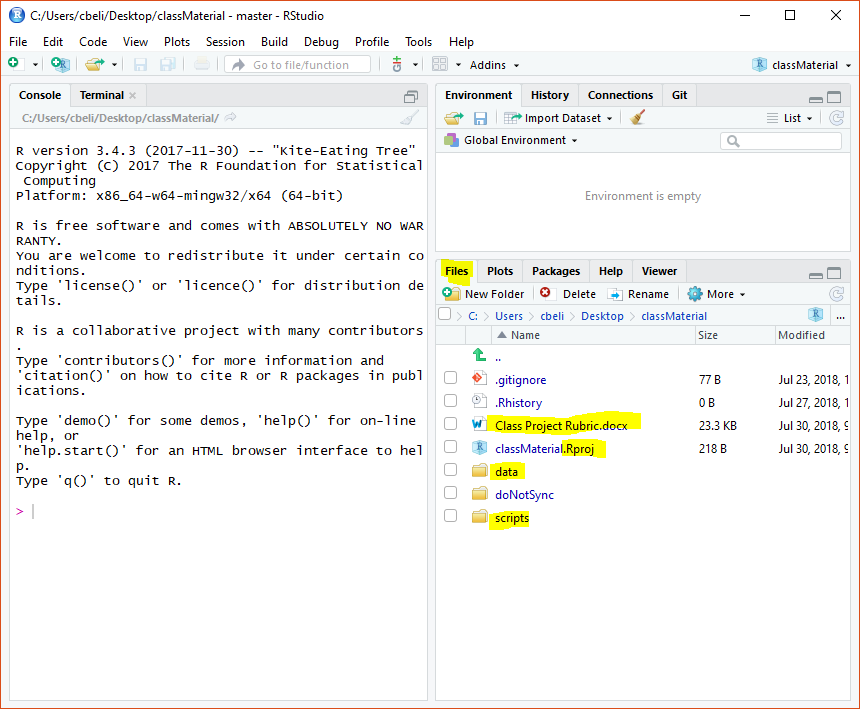 C:/Users/cbeli/Desktop/classMaterial - master - RStudio
File Edit Code View Plots Session Build Debug Profile Tools Help
Go to file/function Addins classMaterial
Console Terminal
C:/Users/cbeli/Desktop/classMaterial/
R version 3.4.3 (2017-11-30) -- "Kite-Eating Tree"
Copyright (C) 2017 The R Foundation for Statistical
Computing
Platform: x86_64-w64-mingw32/x64 (64-bit)
R is free software and comes with ABSOLUTELY NO WAR
RANTY.
You are welcome to redistribute it under certain co
nditions.
Type 'license()' or 'licence()' for distribution de
tails.
R is a collaborative project with many contributors
.
Type 'contributors()' for more information and
'citation()' on how to cite R or R packages in publ
ications.
Type 'demo()' for some demos, 'help()' for on-line
help, or
'help.start()' for an HTML browser interface to hel
p.
Type 'q()' to quit R.
>
Environment History Connections Git
Import Dataset List
Global Environment
Environment is empty
Files Plots Packages Help Viewer
New Folder Delete Rename More
C: Users cbeli Desktop classMaterial ...
Name Size Modified
..
.gitignore 77 B Jul 23, 2018, 1
.Rhistory 0 B Jul 27, 2018, 1
Class Project Rubric.docx 23.3 KB Jul 30, 2018, 9
classMaterial.Rproj 218 B Jul 30, 2018, 9
data
doNotSync
scripts